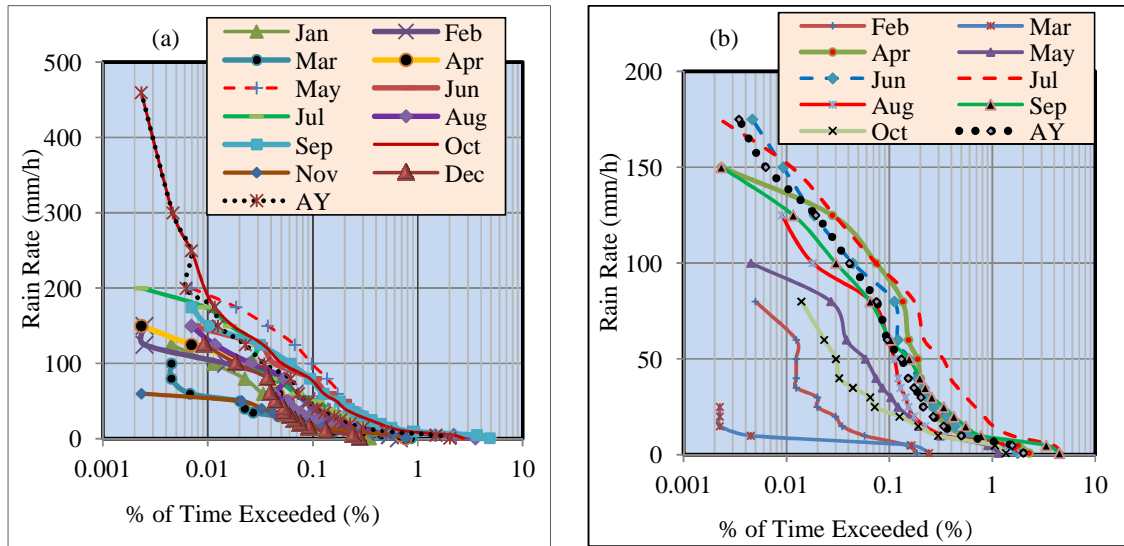 (a)
Jan Feb
Mar Apr
May Jun
Jul Aug
Sep Oct
Nov Dec
AY
500
400
300
200
100
0
Rain Rate (mm/h)
0.001 0.01 0.1 1 10
% of Time Exceeded (%)
(b)
Feb Mar
Apr May
Jun Jul
Aug Sep
Oct AY
200
150
100
50
0
Rain Rate (mm/h)
0.001 0.01 0.1 1 10
% of Time Exceeded (%)